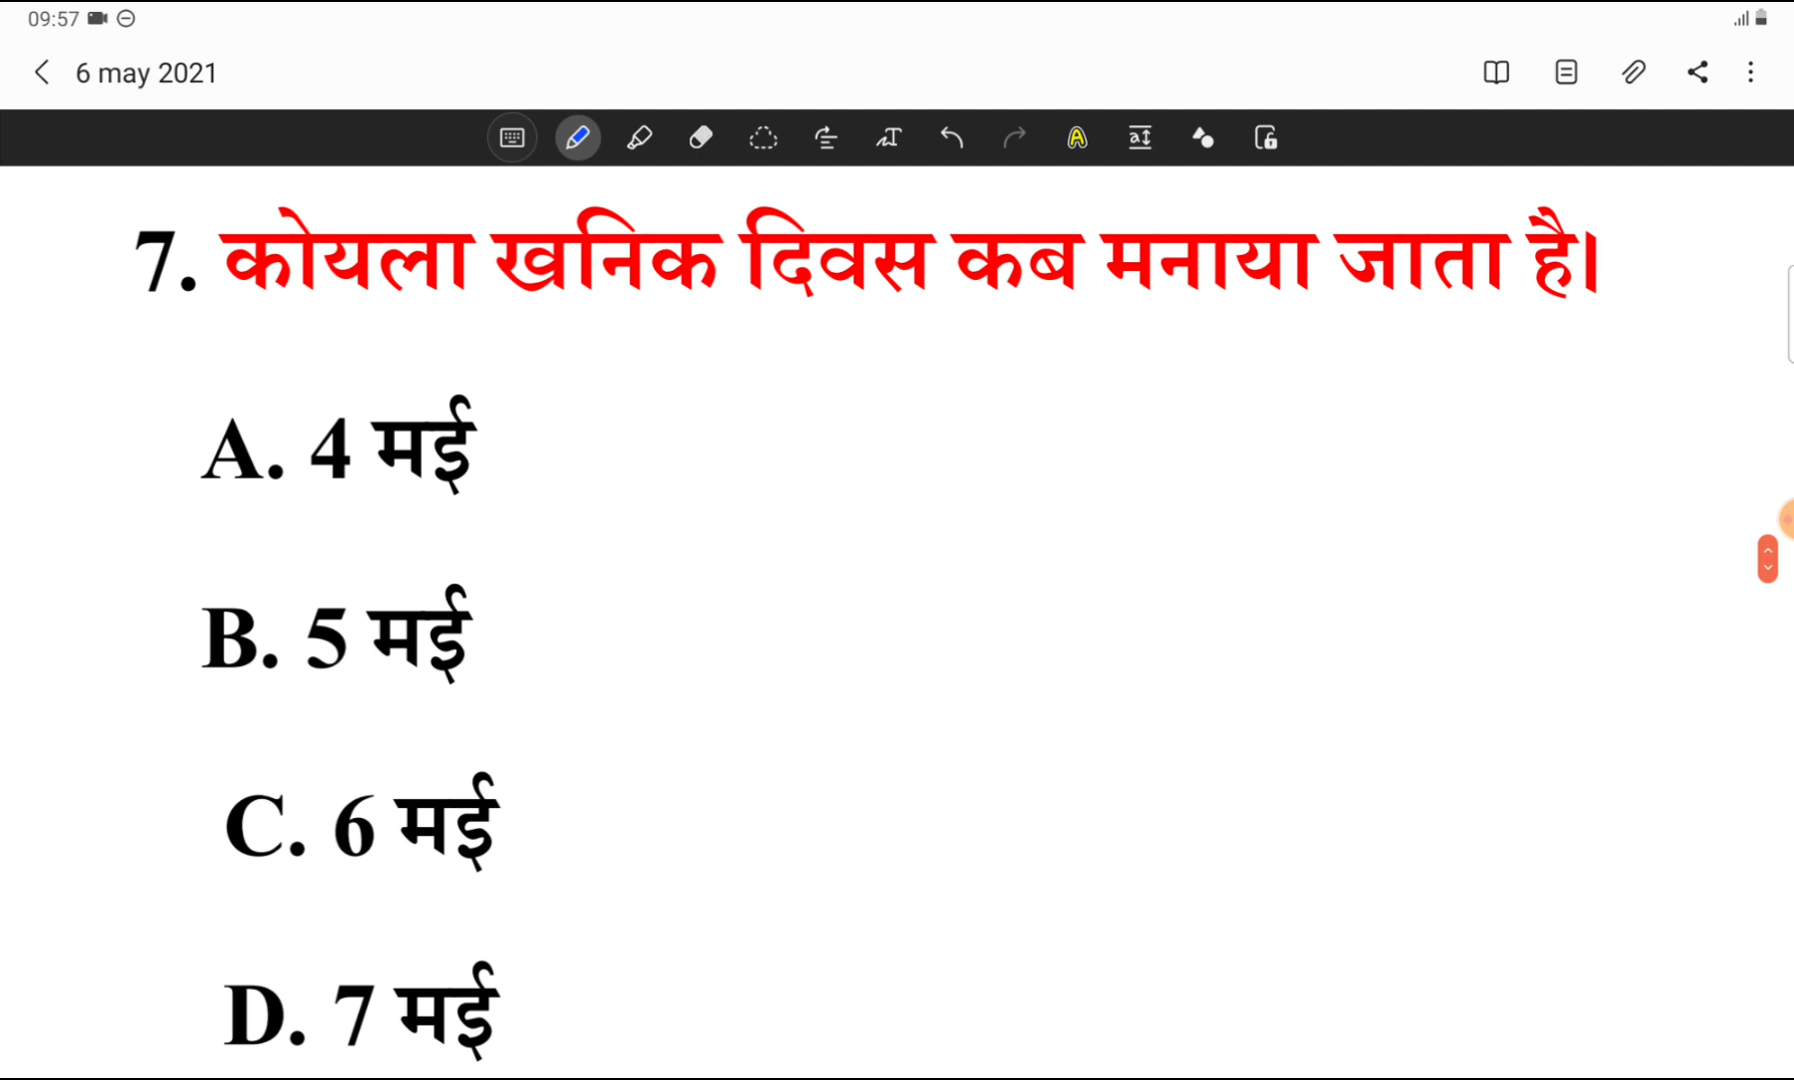 09:57
6 may 2021
7. कोयला खनिक दिवस कब मनाया जाता है।
A. 4 मई
B. 5 मई
C. 6 मई
D. 7 मई